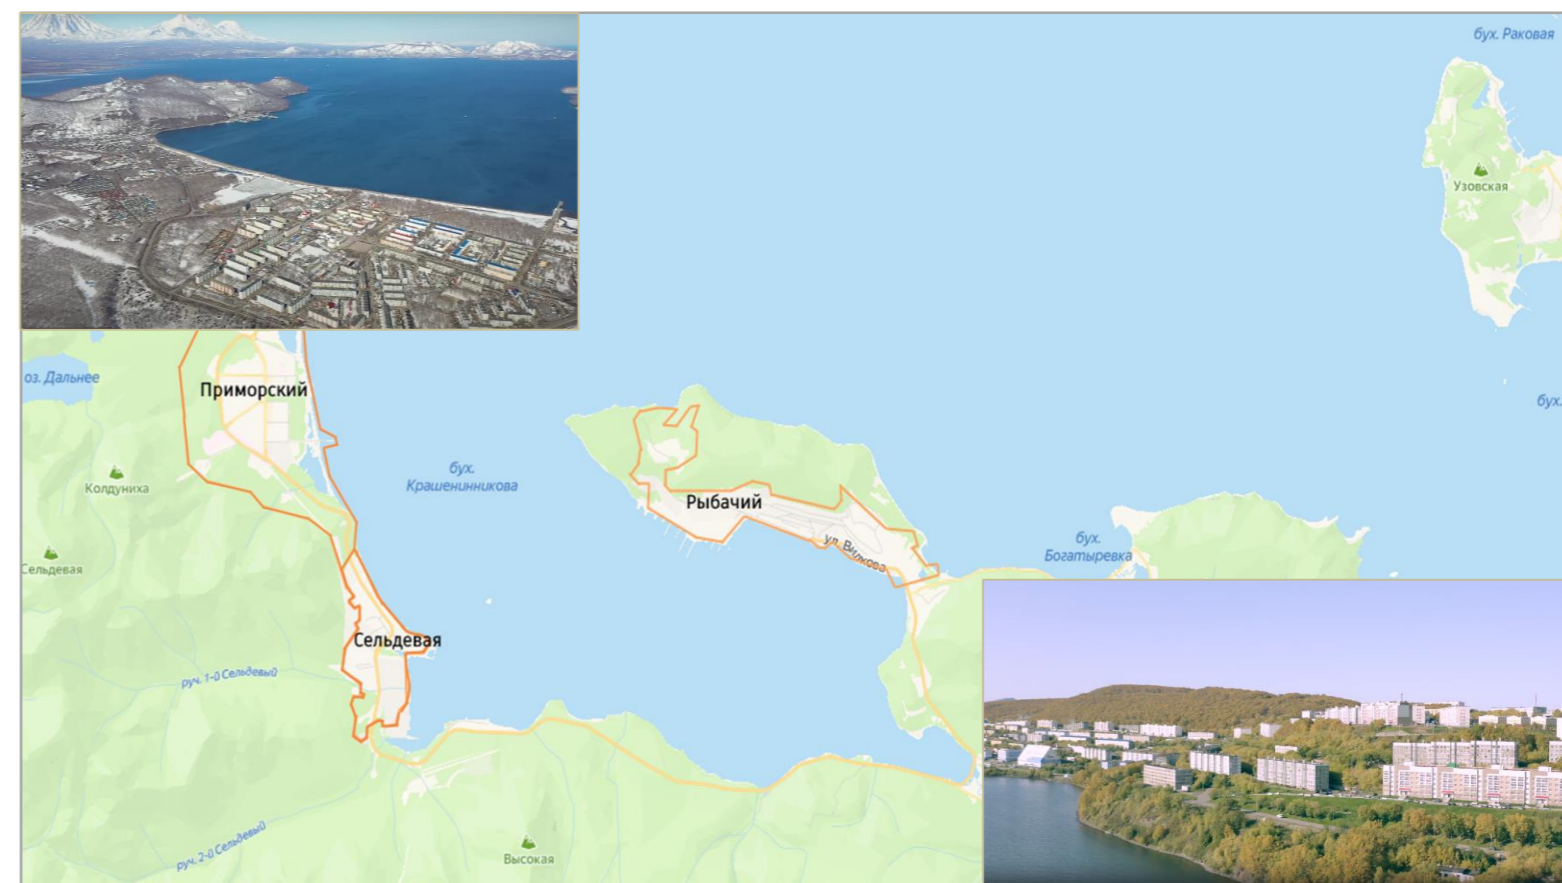 бух. Раковая
Узовская
оз. Дальнее
Приморский
бух.
бух.
Крашенинникова
Колдуниха
Рыбачий
ул. Вилкова
бух.
Богатыревка
Сельдевая
Сельдевая
руч. 1-й Сельдевый
руч. 2-й Сельдевый
Высокая